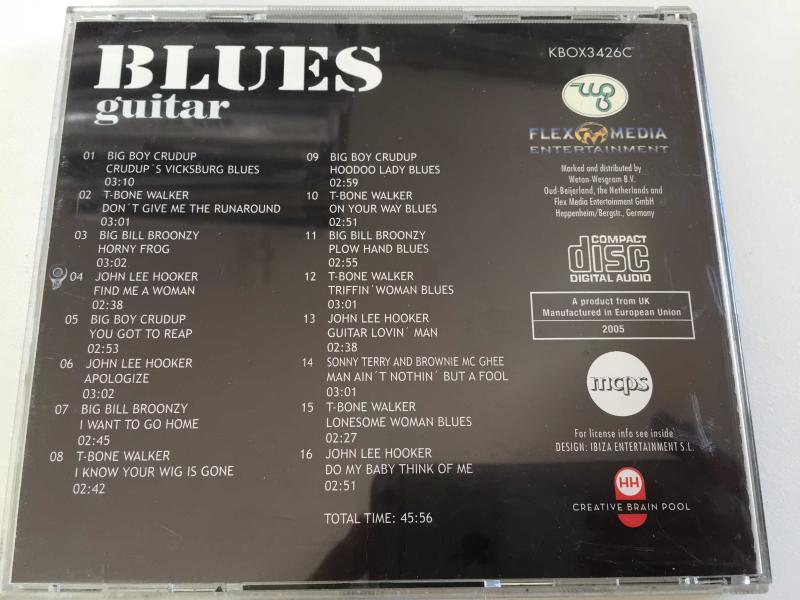 BLUES
guitar
01 BIG BOY CRUDUP
CRUDUP´S VICKSBURG BLUES
03:10
02 T-BONE WALKER
DON´T GIVE ME THE RUNAROUND
03:01
03 BIG BILL BROONZY
HORNY FROG
03:02
04 JOHN LEE HOOKER
FIND ME A WOMAN
02:38
05 BIG BOY CRUDUP
YOU GOT TO REAP
02:53
06 JOHN LEE HOOKER
APOLOGIZE
03:02
07 BIG BILL BROONZY
I WANT TO GO HOME
02:45
08 T-BONE WALKER
I KNOW YOUR WIG IS GONE
02:42
09 BIG BOY CRUDUP
HOODOO LADY BLUES
02:59
10 T-BONE WALKER
ON YOUR WAY BLUES
02:51
11 BIG BILL BROONZY
PLOW HAND BLUES
02:55
12 T-BONE WALKER
TRIFFIN´WOMAN BLUES
03:01
13 JOHN LEE HOOKER
GUITAR LOVIN´ MAN
02:38
14 SONNY TERRY AND BROWNIE MC GHEE
MAN AIN´T NOTHIN´ BUT A FOOL
03:01
15 T-BONE WALKER
LONESOME WOMAN BLUES
02:27
16 JOHN LEE HOOKER
DO MY BABY THINK OF ME
02:51
TOTAL TIME: 45:56
KBOX3426C
wg
FLEX MEDIA
ENTERTAINMENT
Marked and distributed by
Weton-Wesgram B.V.
Oud-Beijerland, the Netherlands and
Flex Media Entertainment GmbH
Heppenheim/Bergstr., Germany
COMPACT
disc
DIGITAL AUDIO
A product from UK
Manufactured in European Union
2005
mcps
For license info see inside
DESIGN: IBIZA ENTERTAINMENT S.L.
HH
CREATIVE BRAIN POOL